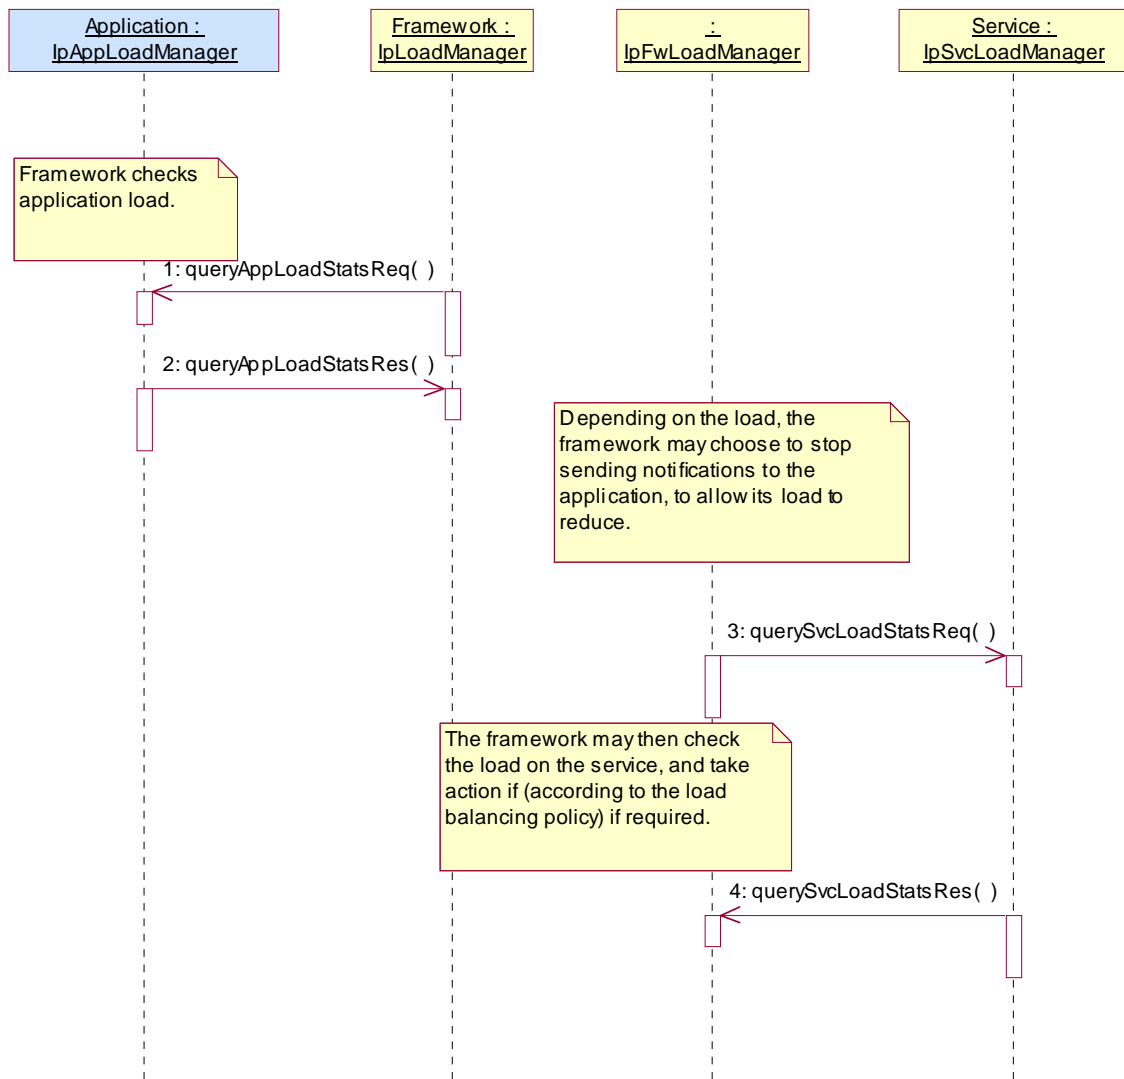 Application :
IpAppLoadManager
Framework :
IpLoadManager
:
IpFwLoadManager
Service :
IpSvcLoadManager
Framework checks
application load.
1: queryAppLoadStatsReq( )
2: queryAppLoadStatsRes( )
Depending on the load, the
framework may choose to stop
sending notifications to the
application, to allow its load to
reduce.
3: querySvcLoadStatsReq( )
The framework may then check
the load on the service, and take
action if (according to the load
balancing policy) if required.
4: querySvcLoadStatsRes( )